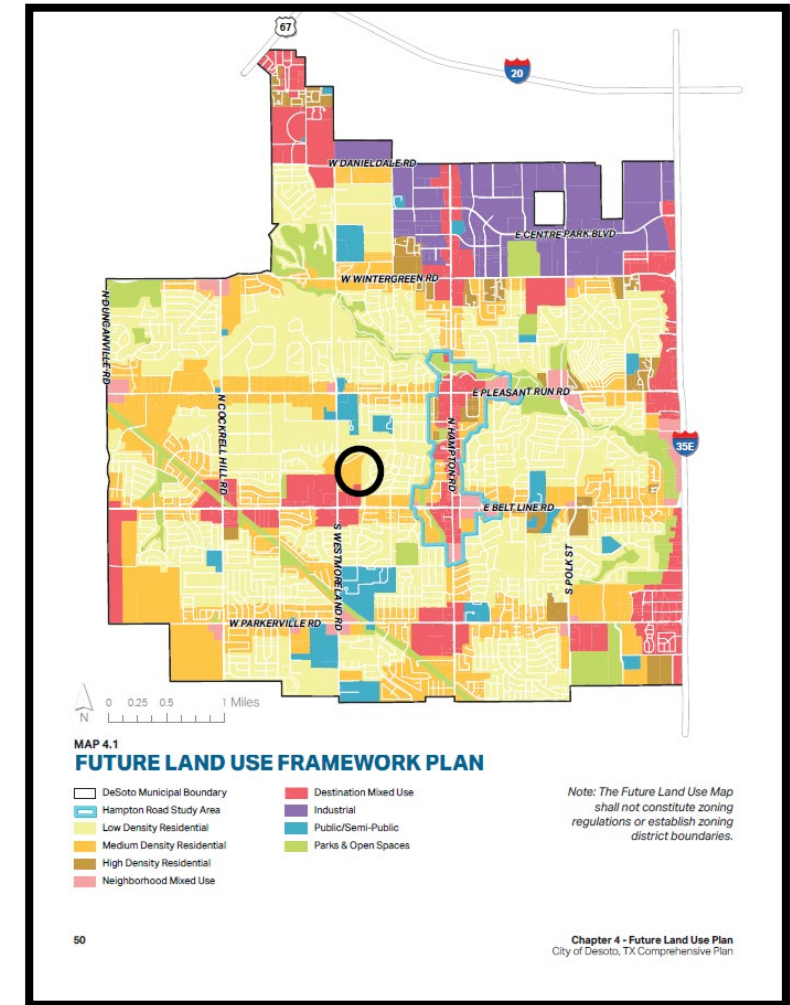 67
20
W DANIELDALE RD
E CENTRE PARK BLVD
W WINTERGREEN RD
N DUNCANVILLE RD
E PLEASANT RUN RD
N COCKRELL HILL RD
N HAMPTON RD
35E
E BELT LINE RD
S WESTMORELAND RD
S POLK ST
W PARKERVILLE RD
N
0 0.25 0.5 1 Miles
MAP 4.1
FUTURE LAND USE FRAMEWORK PLAN
DeSoto Municipal Boundary
Hampton Road Study Area
Low Density Residential
Medium Density Residential
High Density Residential
Neighborhood Mixed Use
Destination Mixed Use
Industrial
Public/Semi-Public
Parks & Open Spaces
Note: The Future Land Use Map
shall not constitute zoning
regulations or establish zoning
district boundaries.
50
Chapter 4 - Future Land Use Plan
City of Desoto, TX Comprehensive Plan